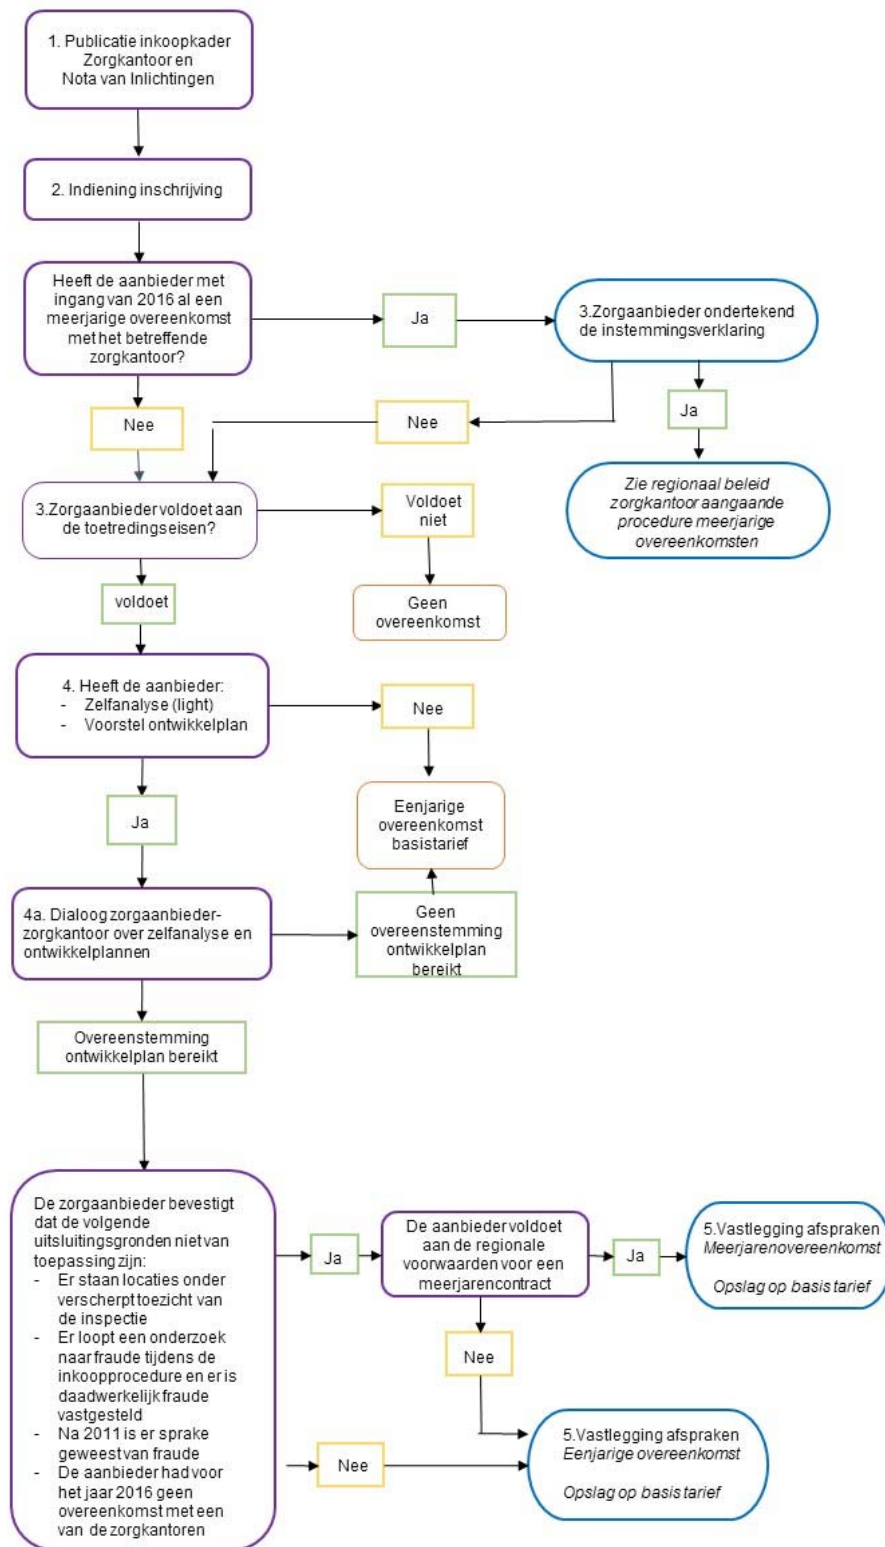 1. Publicatie inkoopkader
Zorgkantoor en
Nota van Inlichtingen
2. Indiening inschrijving
Heeft de aanbieder met
ingang van 2016 al een
meerjarige overeenkomst
met het betreffende
zorgkantoor?
Ja
3.Zorgaanbieder ondertekend
de instemmingsverklaring
Nee
Nee
Ja
Zie regionaal beleid
zorgkantoor aangaande
procedure meerjarige
overeenkomsten
3.Zorgaanbieder voldoet aan
de toetredingseisen?
Voldoet
niet
Geen
overeenkomst
voldoet
4. Heeft de aanbieder:
- Zelfanalyse (light)
- Voorstel ontwikkelplan
Nee
Eenjarige
overeenkomst
basistarief
Ja
4a. Dialoog zorgaanbieder-
zorgkantoor over zelfanalyse en
ontwikkelplannen
Geen
overeenstemming
ontwikkelplan
bereikt
Overeenstemming
ontwikkelplan bereikt
De zorgaanbieder bevestigt
dat de volgende
uitsluitingsgronden niet van
toepassing zijn:
- Er staan locaties onder
verscherpt toezicht van
de inspectie
- Er loopt een onderzoek
naar fraude tijdens de
inkoopprocedure en er is
daadwerkelijk fraude
vastgesteld
- Na 2011 is er sprake
geweest van fraude
- De aanbieder had voor
het jaar 2016 geen
overeenkomst met een
van de zorgkantoren
Ja
De aanbieder voldoet
aan de regionale
voorwaarden voor een
meerjarencontract
Ja
5.Vastlegging afspraken
Meerjarenovereenkomst
Opslag op basis tarief
Nee
Nee
5.Vastlegging afspraken
Eenjarige overeenkomst
Opslag op basis tarief